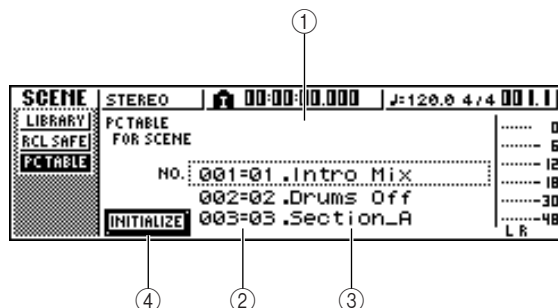 ①
SCENE STEREO 00:00:00.000 ♩=120.0 4/4 001.1
LIBRARY PC TABLE 0
RCL SAFE FOR SCENE 6
PC TABLE 12
NO. 001=01.Intro Mix 18
002=02.Drums Off 30
INITIALIZE 003=03.Section_A 48
L R
④ ② ③